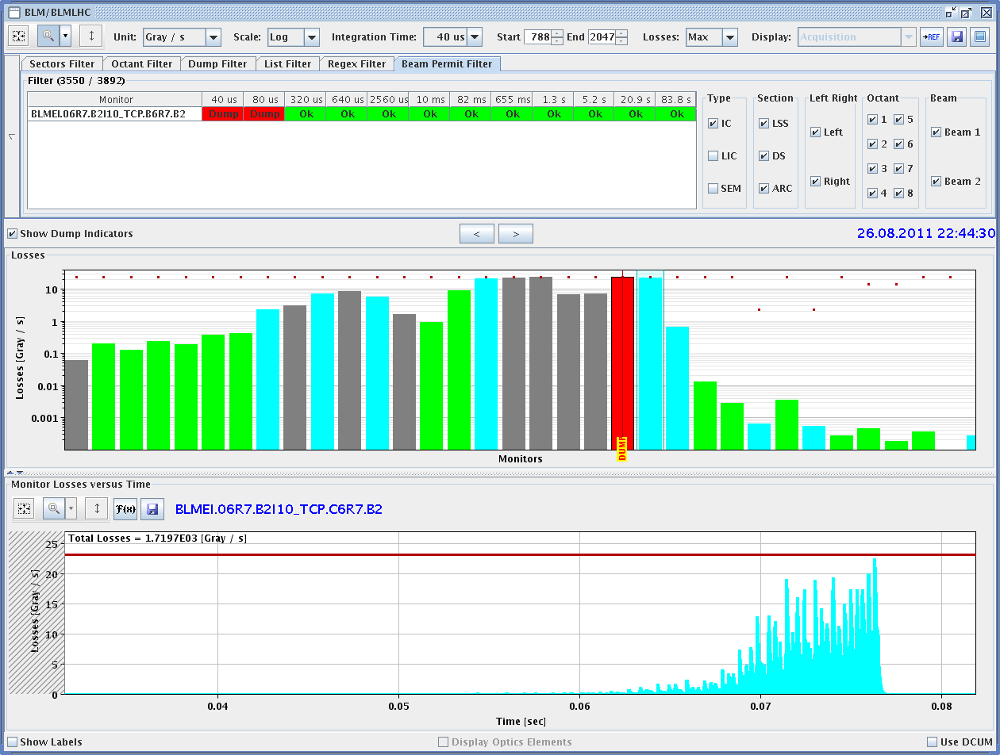 BLM/BLMLHC
Unit: Gray / s Scale: Log Integration Time: 40 us Start 788 End 2047 Losses: Max Display: Acquisition →REF
Sectors Filter Octant Filter Dump Filter List Filter Regex Filter Beam Permit Filter
Filter (3550 / 3892)
Monitor 40 us 80 us 320 us 640 us 2560 us 10 ms 82 ms 655 ms 1.3 s 5.2 s 20.9 s 83.8 s
BLMEI.06R7.B2I10_TCP.B6R7.B2 Dump Dump Ok Ok Ok Ok Ok Ok Ok Ok Ok Ok
Type Section Left Right Octant Beam
IC LSS Left 1 5 Beam 1
LIC DS 2 6
SEM ARC Right 3 7 Beam 2
4 8
Show Dump Indicators < > 26.08.2011 22:44:30
Losses
Losses [Gray / s]
10
1
0.1
0.01
0.001
DUMP
Monitors
Monitor Losses versus Time
F(x) BLMEI.06R7.B2I10_TCP.C6R7.B2
Total Losses = 1.7197E03 [Gray / s]
Losses [Gray / s]
25
20
15
10
5
0
0.04 0.05 0.06 0.07 0.08
Time [sec]
Show Labels Display Optics Elements Use DCUM